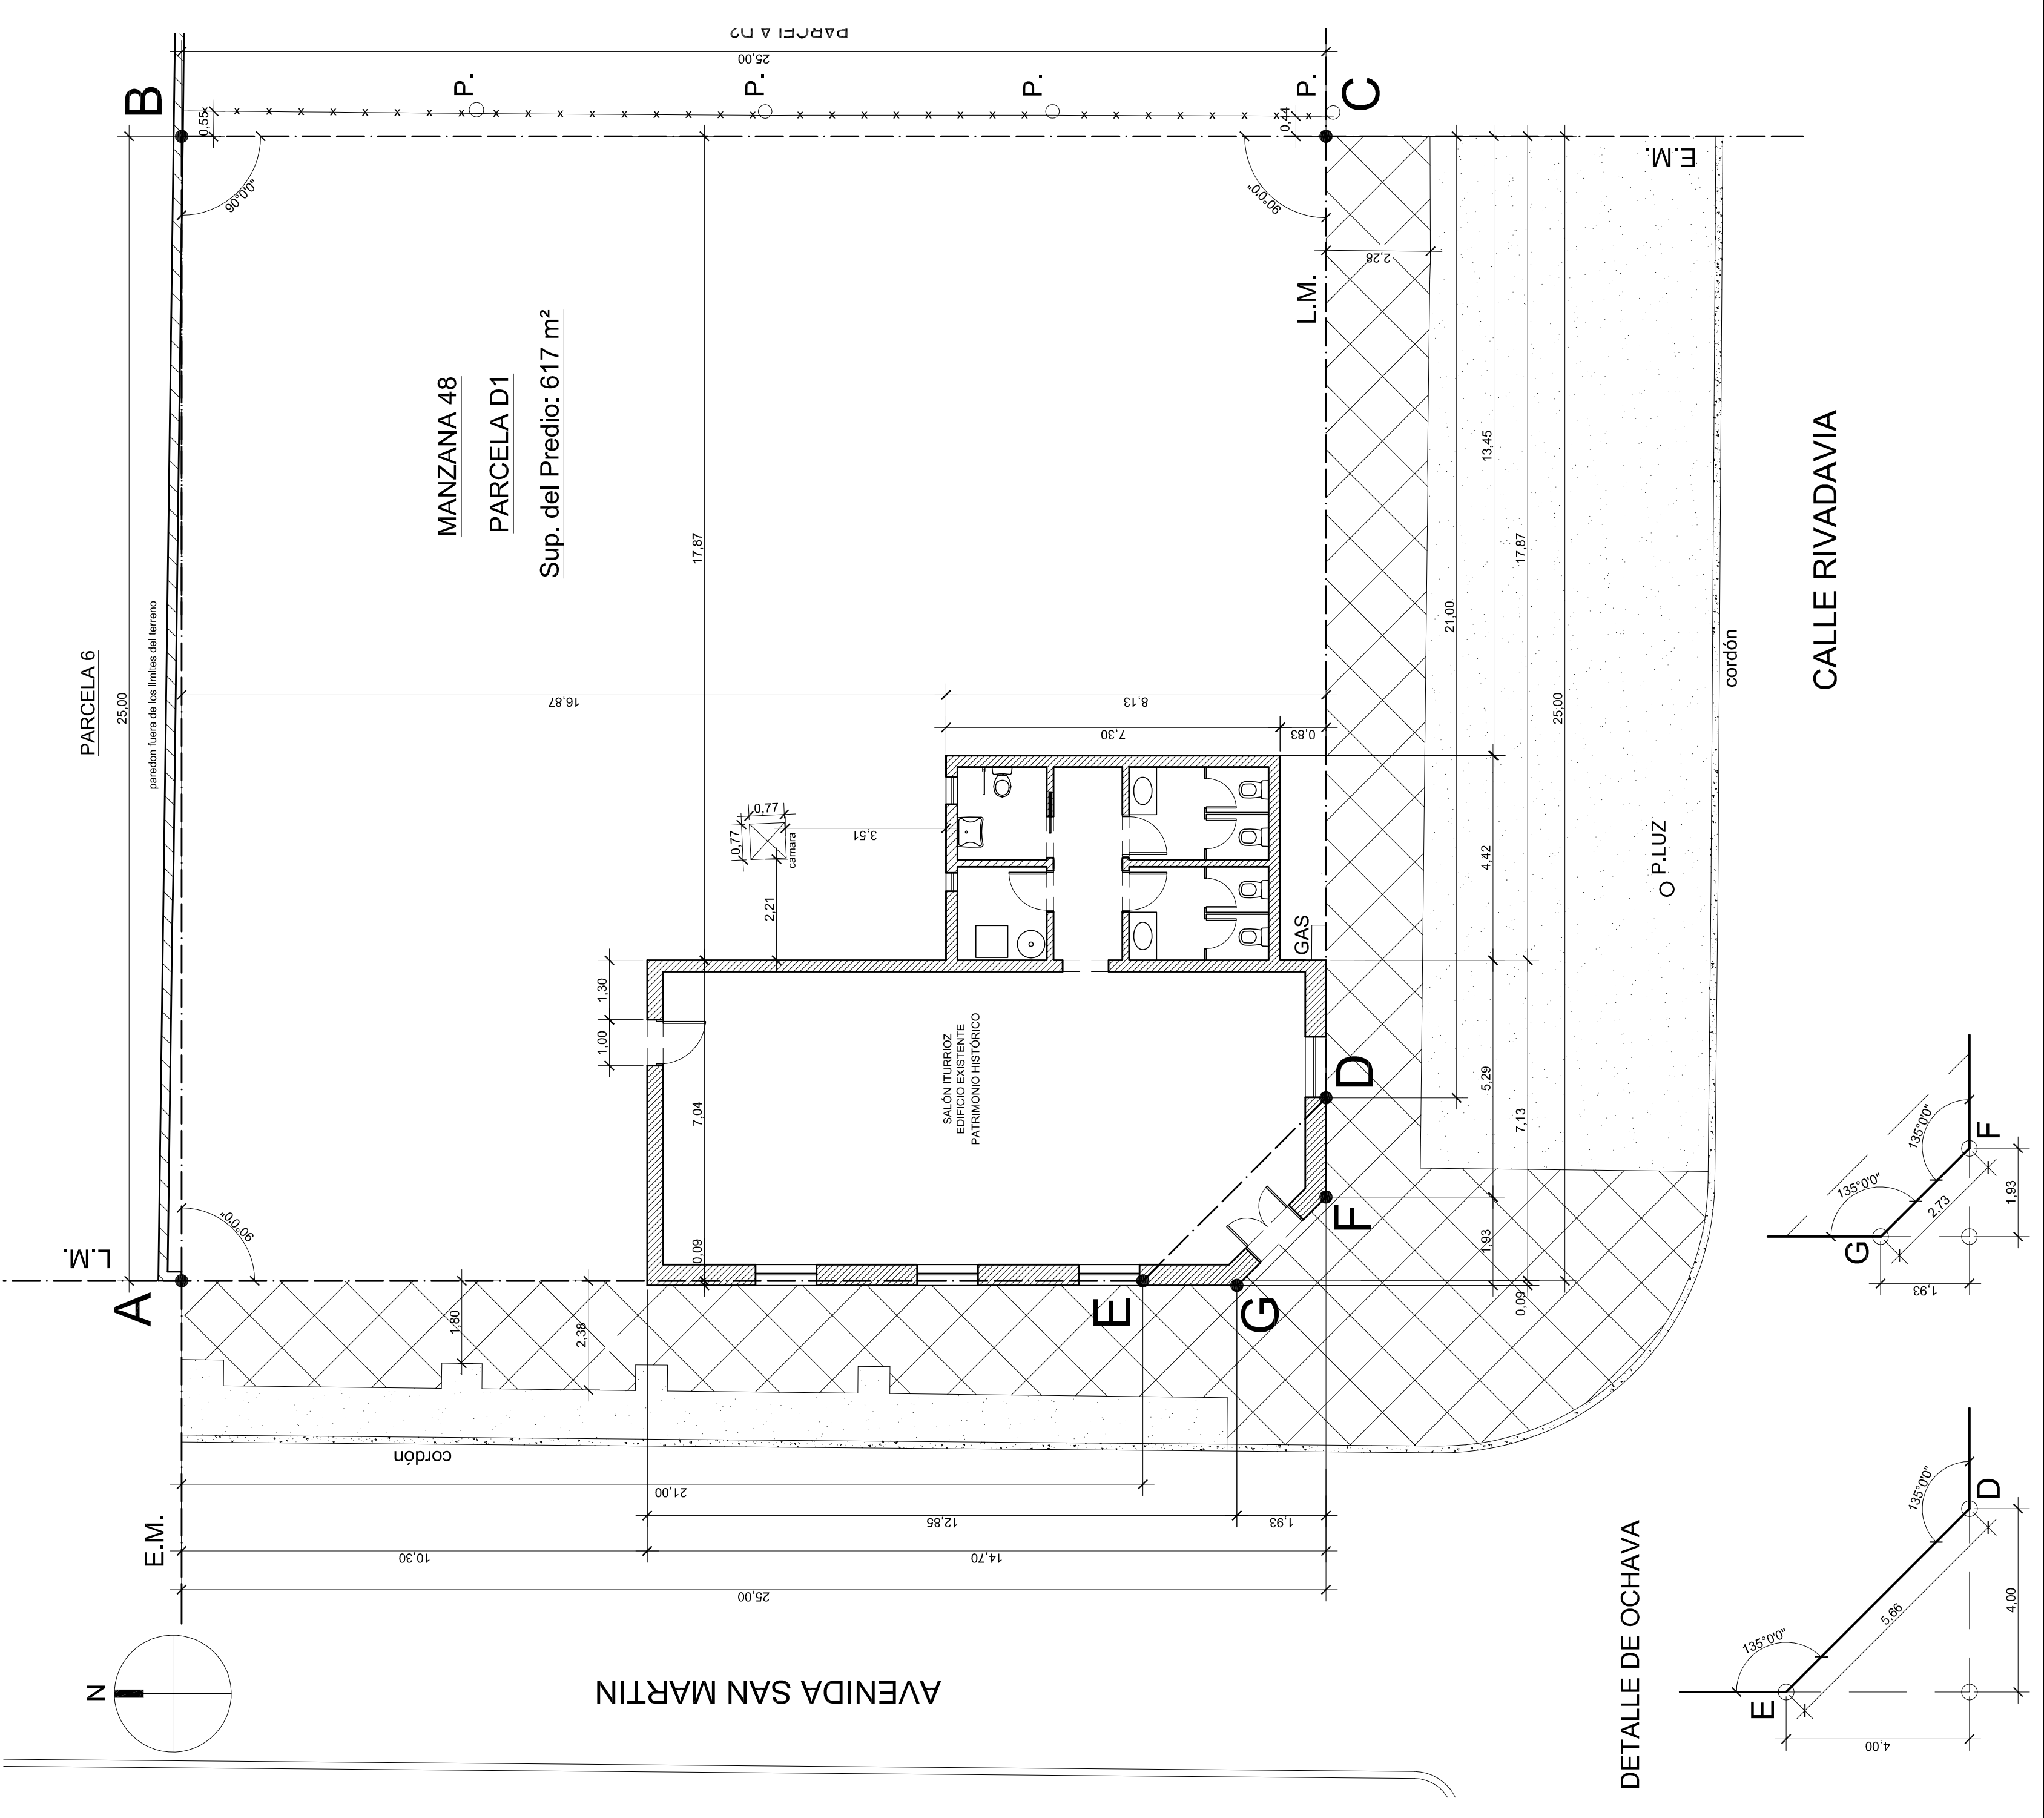 PARCELA D2
25,00
B
P.
P.
P.
P.
C
0,55
0,44
90°0'0"
90°0'0"
E.M.
2,28
L.M.
MANZANA 48
PARCELA D1
Sup. del Predio: 617 m²
PARCELA 6
25,00
paredon fuera de los limites del terreno
17,87
13,45
17,87
21,00
25,00
CALLE RIVADAVIA
cordón
16,87
8,13
7,30
0,83
0,77
0,77
camara
3,51
2,21
4,42
P.LUZ
GAS
1,30
1,00
SALÓN ITURRIOZ
EDIFICIO EXISTENTE
PATRIMONIO HISTÓRICO
7,04
0,09
D
5,29
7,13
F
1,93
0,09
E
G
L.M.
90°0'0"
A
1,80
2,38
cordón
21,00
12,85
1,93
E.M.
10,30
14,70
25,00
N
AVENIDA SAN MARTIN
DETALLE DE OCHAVA
135°0'0"
135°0'0"
G
F
2,73
1,93
1,93
135°0'0"
135°0'0"
E
D
5,66
4,00
4,00